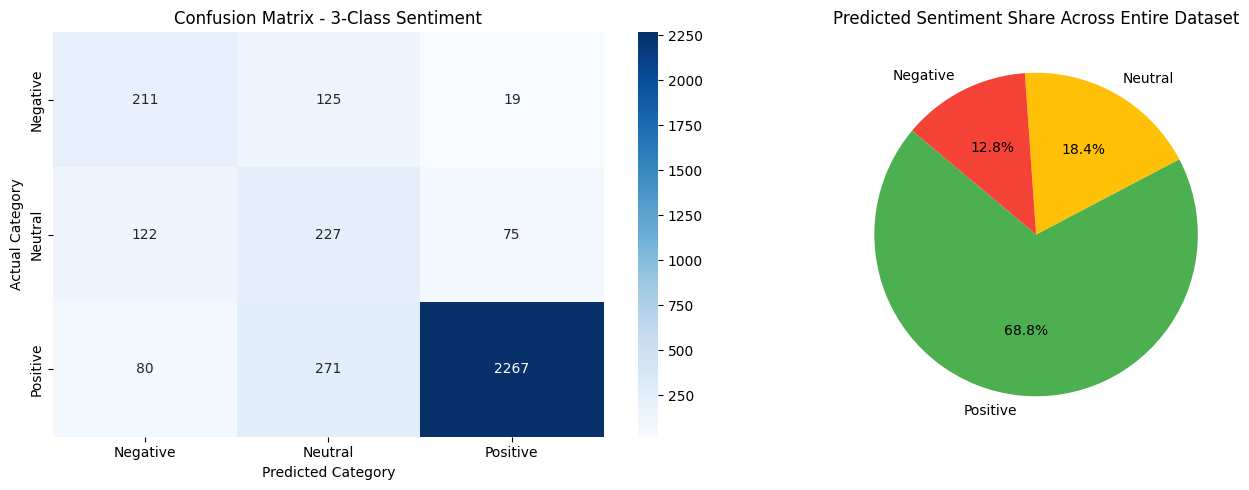 Confusion Matrix - 3-Class Sentiment
Negative
Neutral
Positive
Actual Category
211 125 19
122 227 75
80 271 2267
Negative Neutral Positive
Predicted Category
2250
2000
1750
1500
1250
1000
750
500
250
Predicted Sentiment Share Across Entire Dataset
Negative
Neutral
12.8%
18.4%
68.8%
Positive